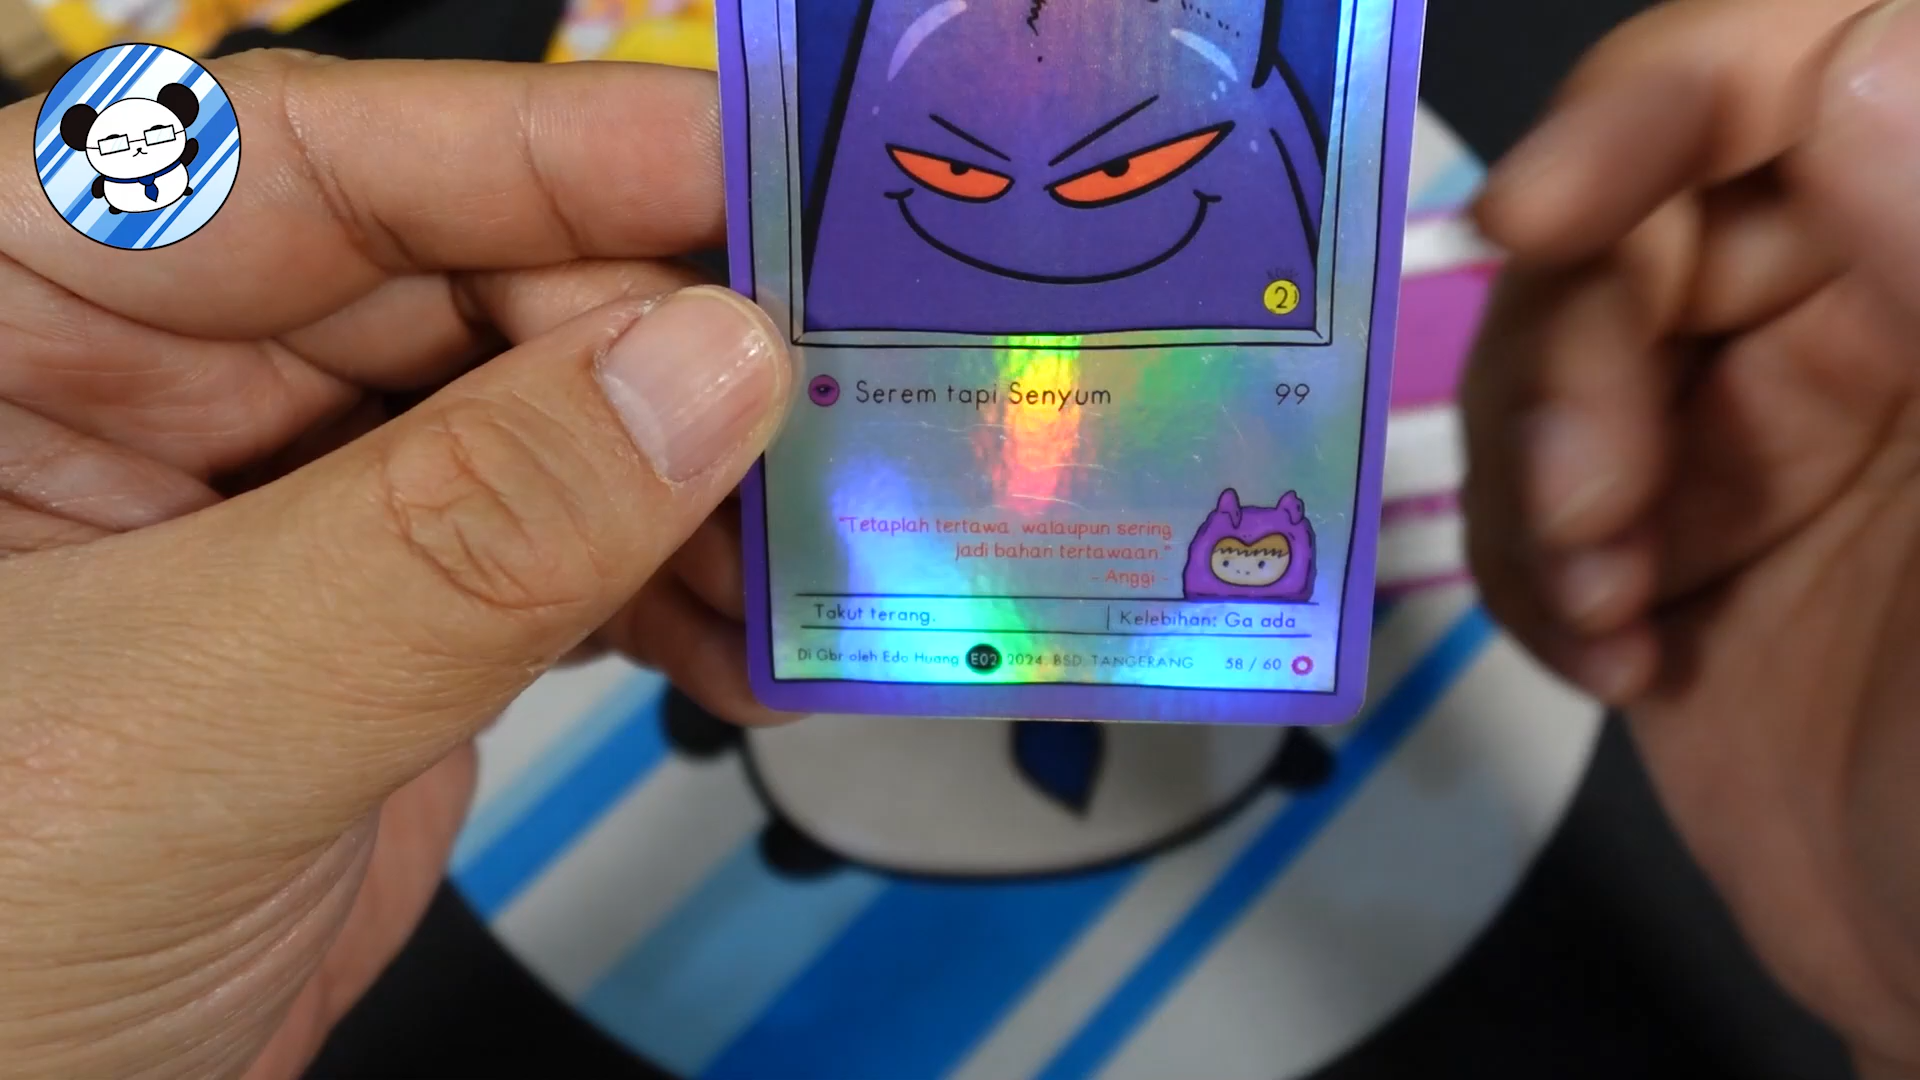 2
Serem tapi Senyum 99
"Tetaplah tertawa walaupun sering
jadi bahan tertawaan."
- Anggi -
Takut terang. | Kelebihan: Ga ada
Di Gbr oleh Edo Huang E02 2024. BSD, TANGERANG 58 / 60